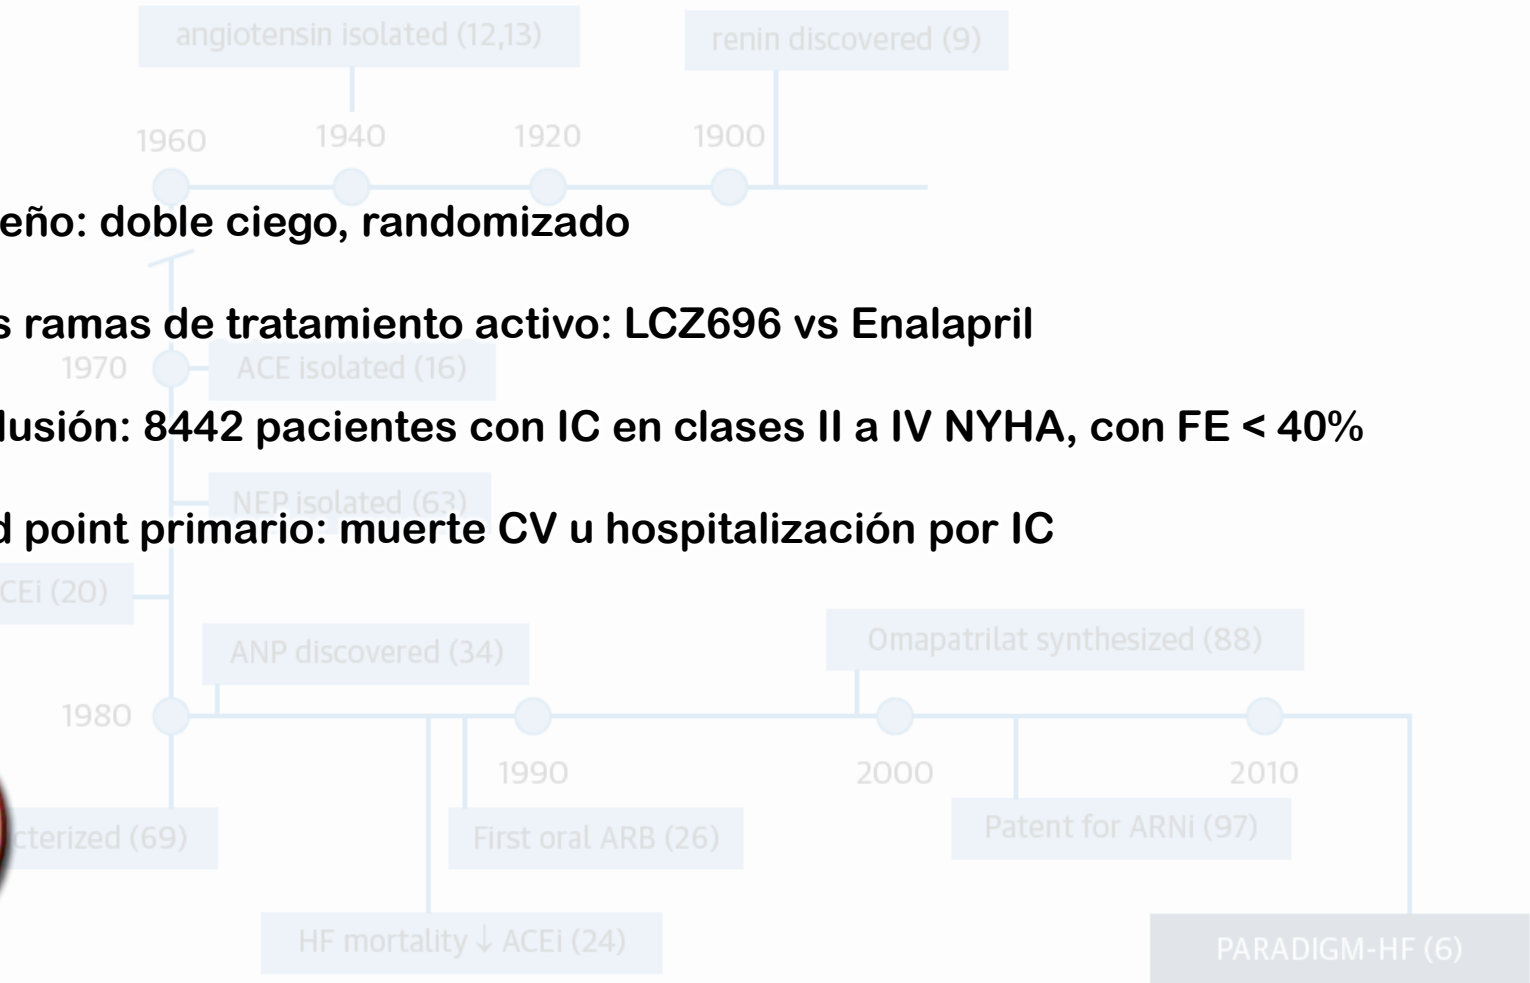 angiotensin isolated (12,13)
renin discovered (9)
1960 1940 1920 1900
eño: doble ciego, randomizado
s ramas de tratamiento activo: LCZ696 vs Enalapril
1970 ACE isolated (16)
lusión: 8442 pacientes con IC en clases II a IV NYHA, con FE < 40%
NEP isolated (63)
d point primario: muerte CV u hospitalización por IC
CEi (20)
ANP discovered (34)
Omapatrilat synthesized (88)
1980
1990 2000 2010
cterized (69)
First oral ARB (26)
Patent for ARNi (97)
HF mortality ↓ ACEi (24)
PARADIGM-HF (6)